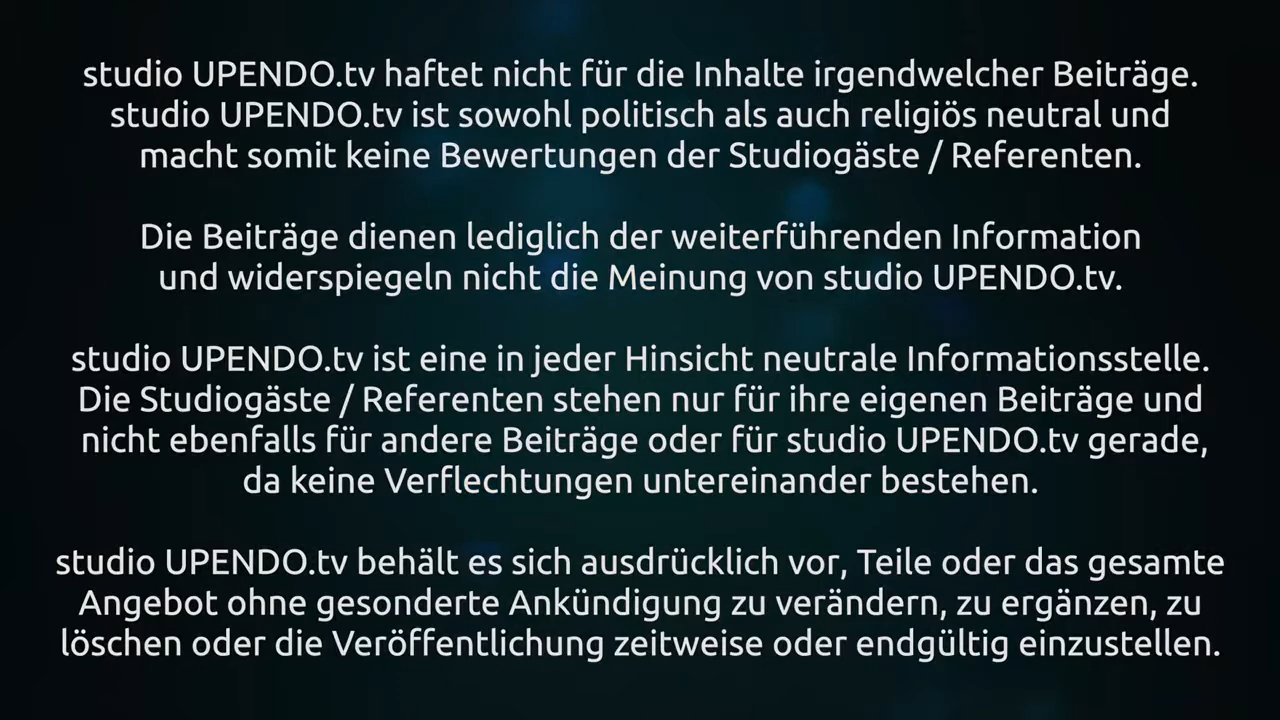 studio UPENDO.tv haftet nicht für die Inhalte irgendwelcher Beiträge.
studio UPENDO.tv ist sowohl politisch als auch religiös neutral und
macht somit keine Bewertungen der Studiogäste / Referenten.
Die Beiträge dienen lediglich der weiterführenden Information
und widerspiegeln nicht die Meinung von studio UPENDO.tv.
studio UPENDO.tv ist eine in jeder Hinsicht neutrale Informationsstelle.
Die Studiogäste / Referenten stehen nur für ihre eigenen Beiträge und
nicht ebenfalls für andere Beiträge oder für studio UPENDO.tv gerade,
da keine Verflechtungen untereinander bestehen.
studio UPENDO.tv behält es sich ausdrücklich vor, Teile oder das gesamte
Angebot ohne gesonderte Ankündigung zu verändern, zu ergänzen, zu
löschen oder die Veröffentlichung zeitweise oder endgültig einzustellen.